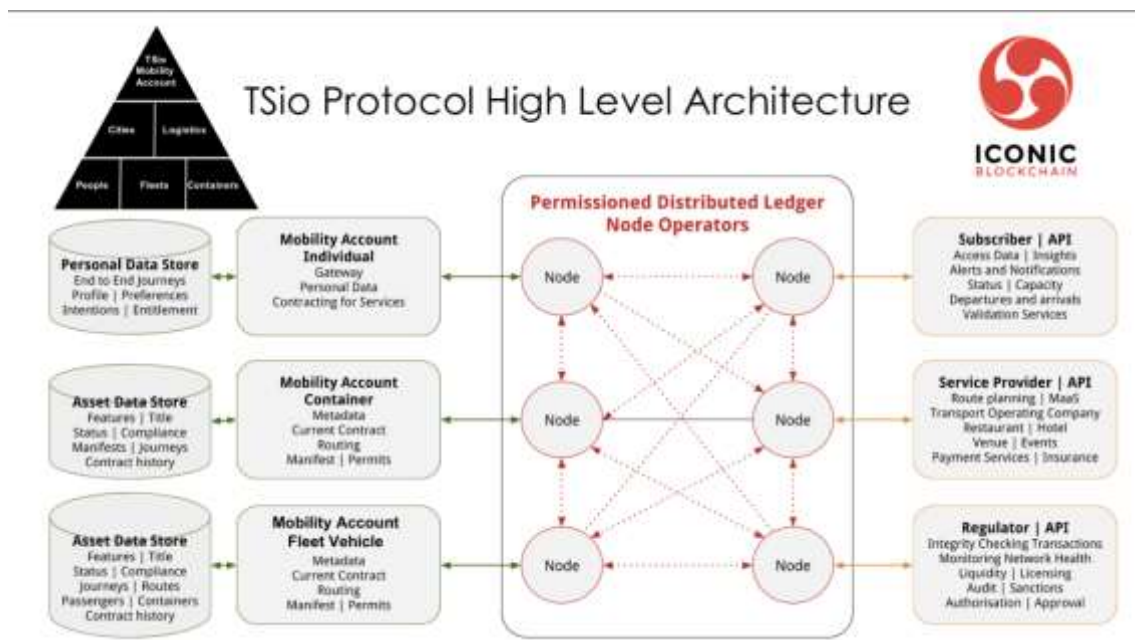 TSio
Mobility
Account
Cities
Logistics
People
Fleets
Containers
TSio Protocol High Level Architecture
ICONIC
BLOCKCHAIN
Permissioned Distributed Ledger
Node Operators
Personal Data Store
End to End Journeys
Profile | Preferences
Intentions | Entitlement
Mobility Account
Individual
Gateway
Personal Data
Contracting for Services
Node
Node
Subscriber | API
Access Data | Insights
Alerts and Notifications
Status | Capacity
Departures and arrivals
Validation Services
Asset Data Store
Features | Title
Status | Compliance
Manifests | Journeys
Contract history
Mobility Account
Container
Metadata
Current Contract
Routing
Manifest | Permits
Node
Node
Service Provider | API
Route planning | MaaS
Transport Operating Company
Restaurant | Hotel
Venue | Events
Payment Services | Insurance
Asset Data Store
Features | Title
Status | Compliance
Journeys | Routes
Passengers | Containers
Contract history
Mobility Account
Fleet Vehicle
Metadata
Current Contract
Routing
Manifest | Permits
Node
Node
Regulator | API
Integrity Checking Transactions
Monitoring Network Health
Liquidity | Licensing
Audit | Sanctions
Authorisation | Approval